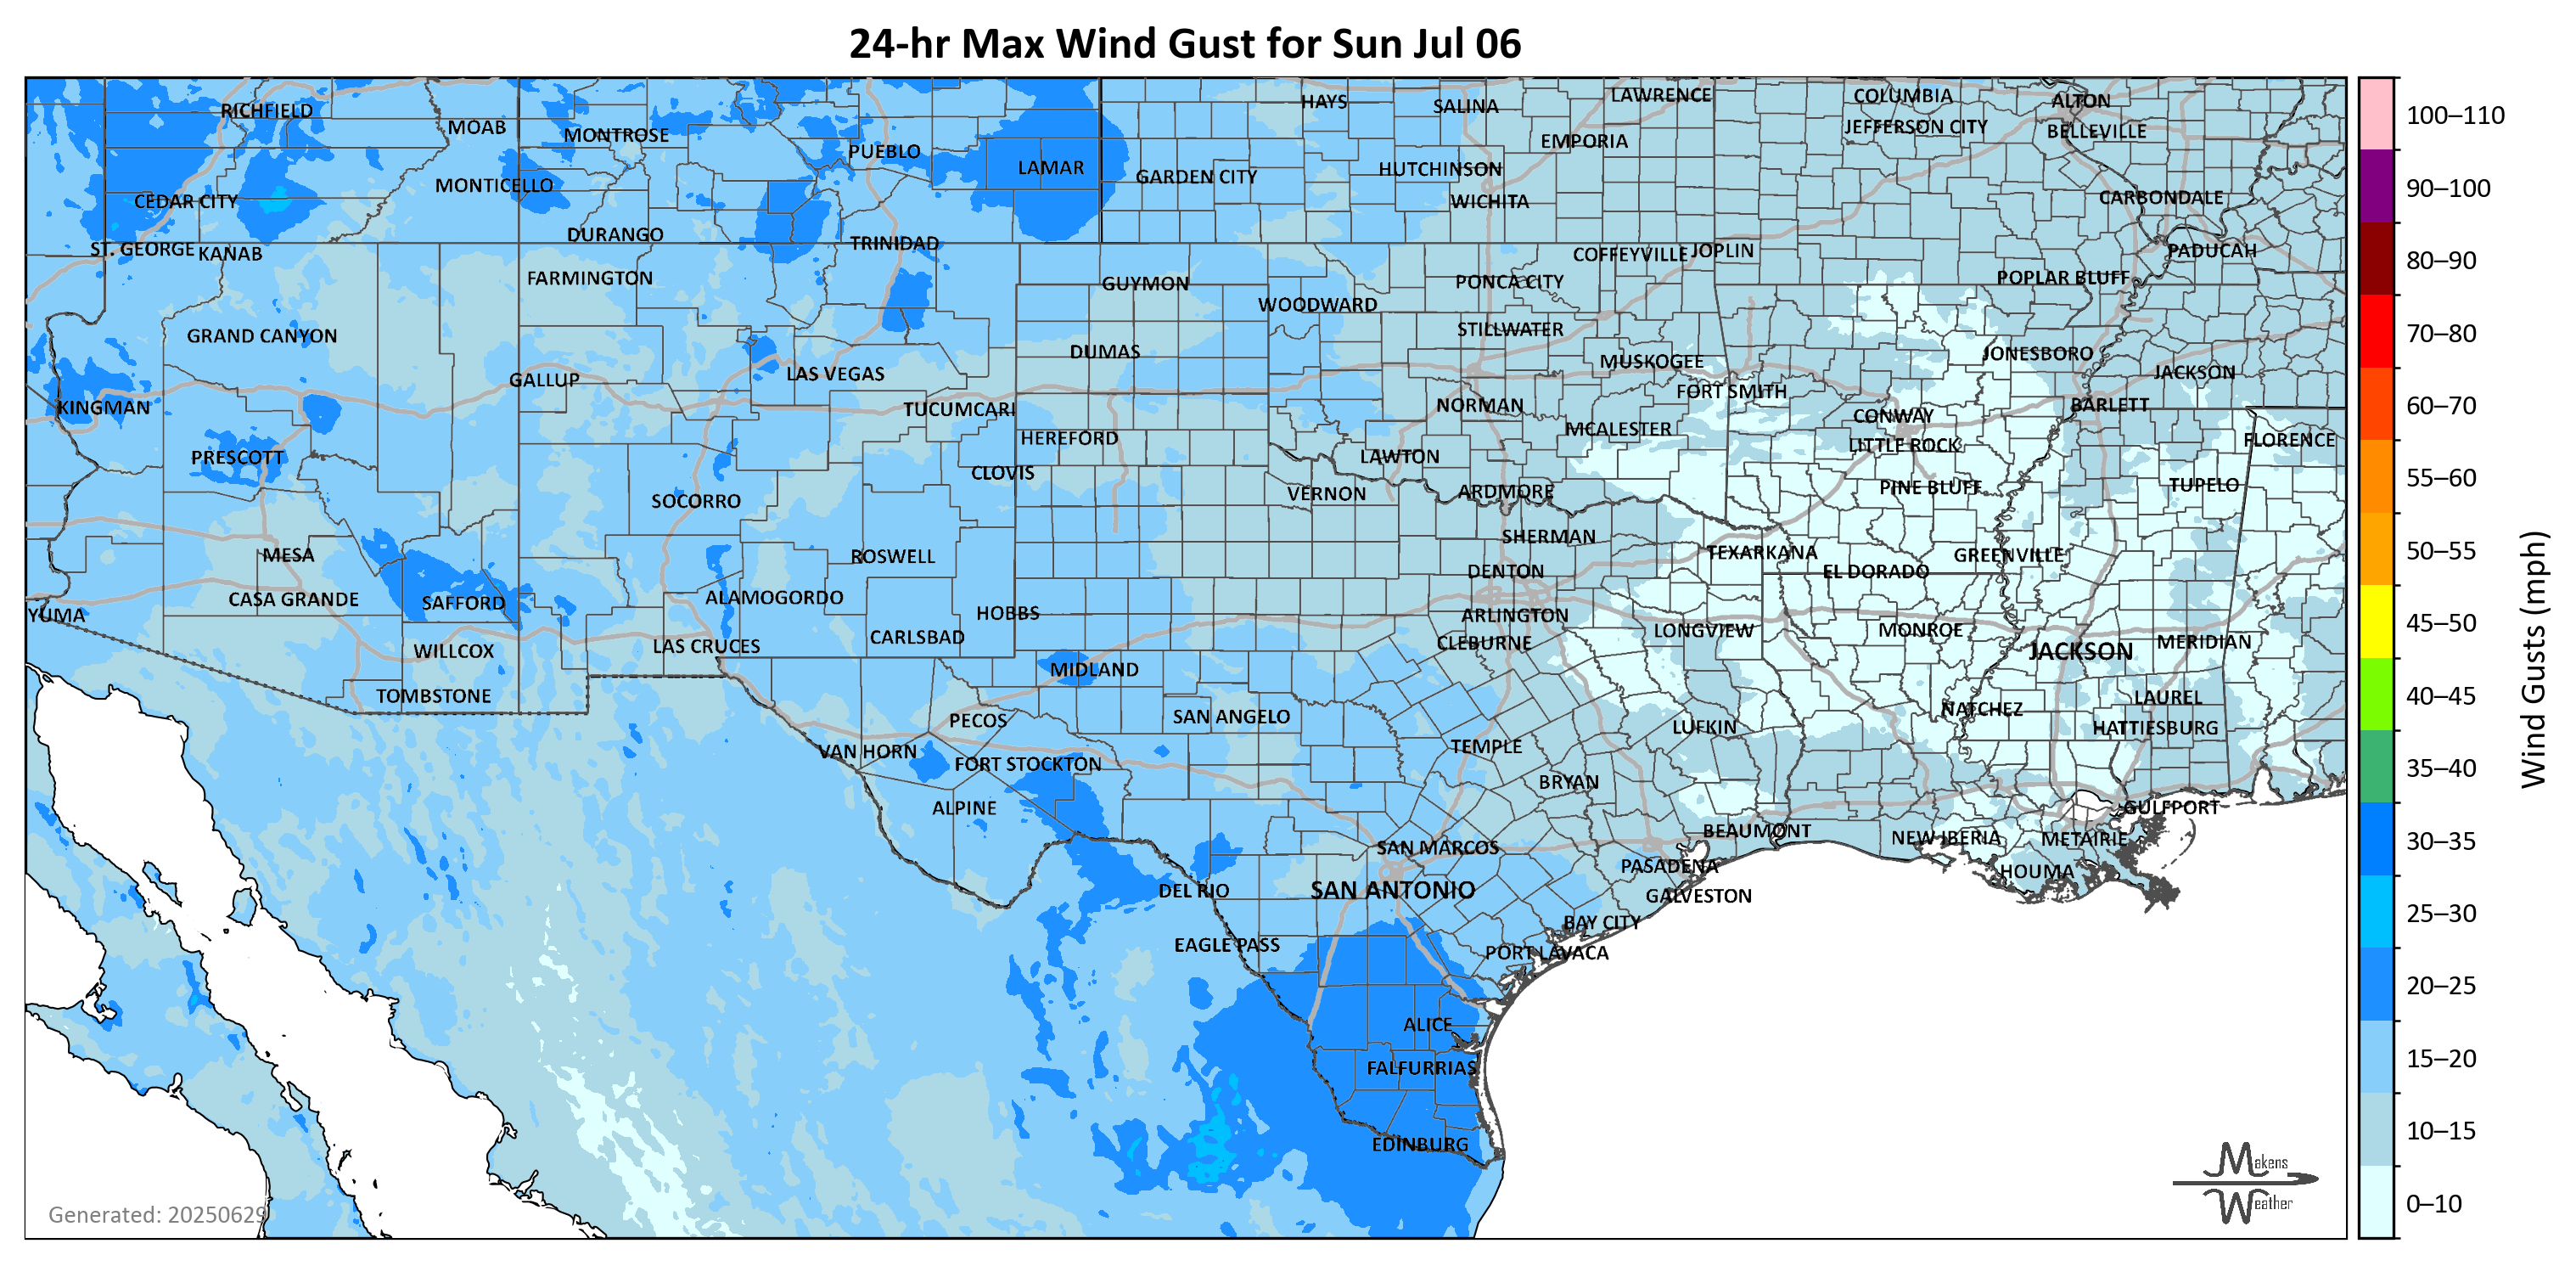 24-hr Max Wind Gust for Sun Jul 06
RICHFIELD
MOAB
MONTROSE
PUEBLO
LAMAR
HAYS
SALINA
LAWRENCE
COLUMBIA
ALTON
EMPORIA
JEFFERSON CITY
BELLEVILLE
CEDAR CITY
MONTICELLO
GARDEN CITY
HUTCHINSON
WICHITA
CARBONDALE
ST. GEORGE
KANAB
DURANGO
TRINIDAD
COFFEYVILLE
JOPLIN
PADUCAH
FARMINGTON
GUYMON
WOODWARD
PONCA CITY
POPLAR BLUFF
GRAND CANYON
DUMAS
STILLWATER
MUSKOGEE
JONESBORO
JACKSON
KINGMAN
GALLUP
LAS VEGAS
TUCUMCARI
NORMAN
FORT SMITH
CONWAY
BARLETT
PRESCOTT
HEREFORD
CLOVIS
LAWTON
MCALESTER
LITTLE ROCK
FLORENCE
SOCORRO
VERNON
ARDMORE
PINE BLUFF
TUPELO
MESA
ROSWELL
SHERMAN
DENTON
TEXARKANA
EL DORADO
GREENVILLE
YUMA
CASA GRANDE
SAFFORD
ALAMOGORDO
HOBBS
ARLINGTON
CLEBURNE
LONGVIEW
MONROE
JACKSON
MERIDIAN
WILLCOX
LAS CRUCES
CARLSBAD
MIDLAND
TOMBSTONE
PECOS
SAN ANGELO
TEMPLE
LUFKIN
NATCHEZ
LAUREL
HATTIESBURG
VAN HORN
FORT STOCKTON
BRYAN
ALPINE
SAN MARCOS
BEAUMONT
NEW IBERIA
METAIRIE
GULFPORT
DEL RIO
SAN ANTONIO
PASADENA
GALVESTON
HOUMA
EAGLE PASS
BAY CITY
PORT LAVACA
ALICE
FALFURRIAS
EDINBURG
Generated: 20250629
Makens
Weather
100–110
90–100
80–90
70–80
60–70
55–60
50–55
45–50
40–45
35–40
30–35
25–30
20–25
15–20
10–15
0–10
Wind Gusts (mph)